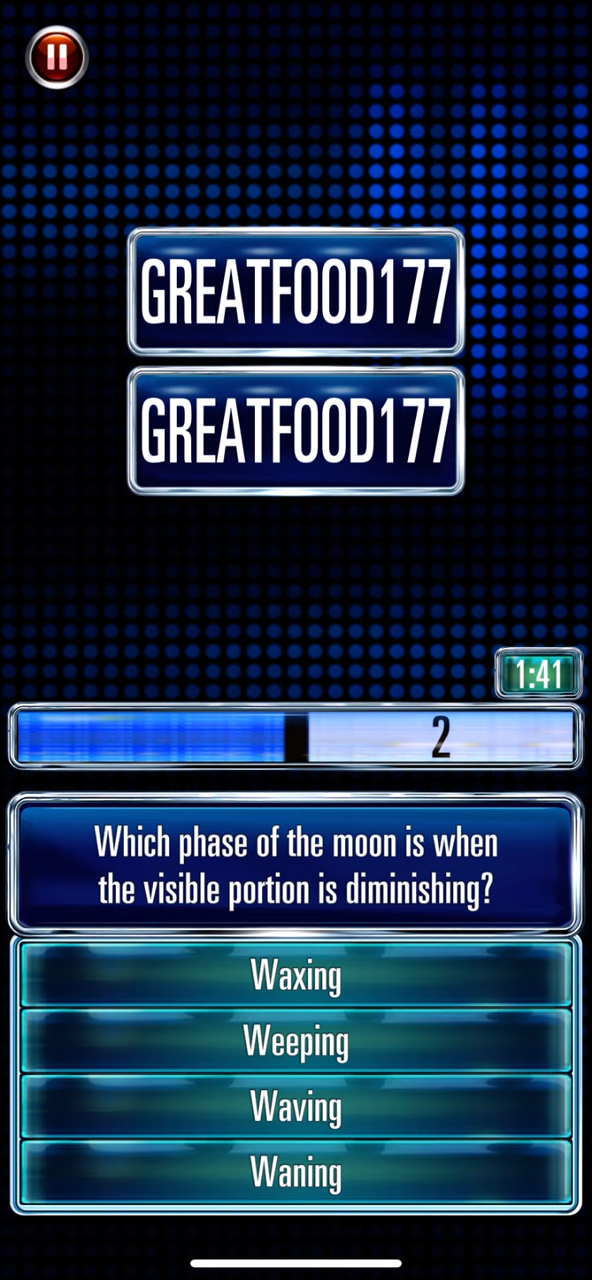 GREATFOOD177
GREATFOOD177
1:41
2
Which phase of the moon is when
the visible portion is diminishing?
Waxing
Weeping
Waving
Waning